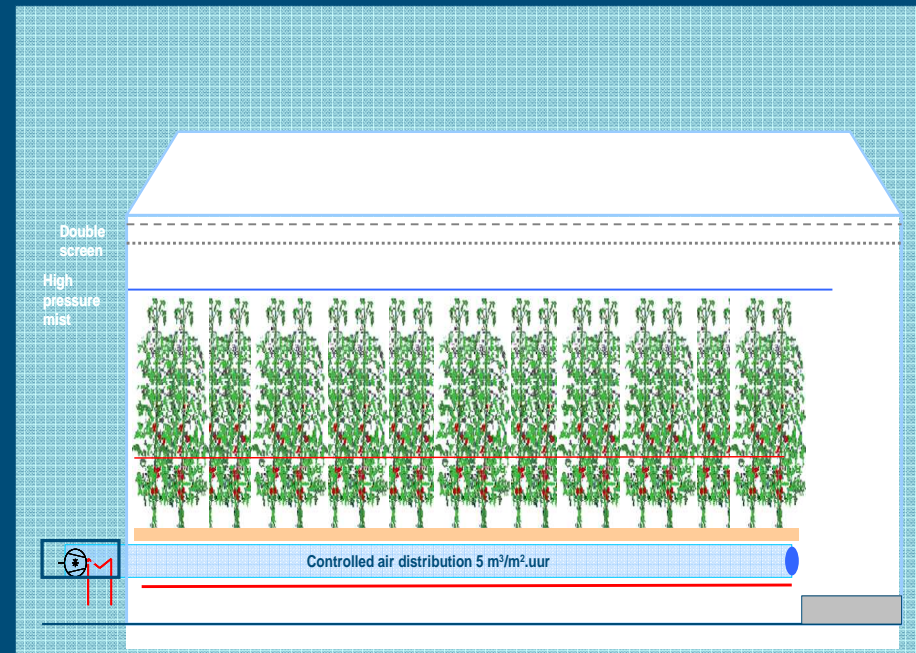 Double
screen
High
pressure
mist
Controlled air distribution 5 m³/m².uur